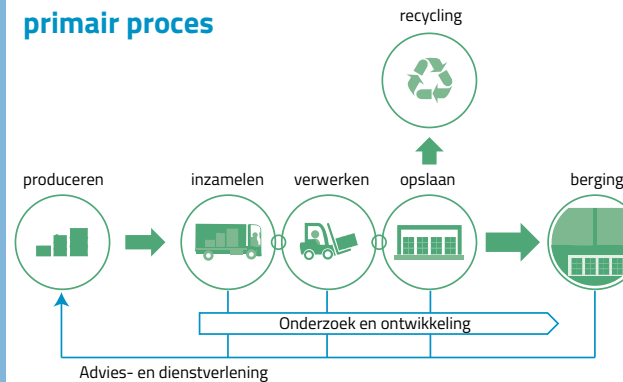 primair proces
recycling
produceren
inzamelen
verwerken
opslaan
berging
Onderzoek en ontwikkeling
Advies- en dienstverlening